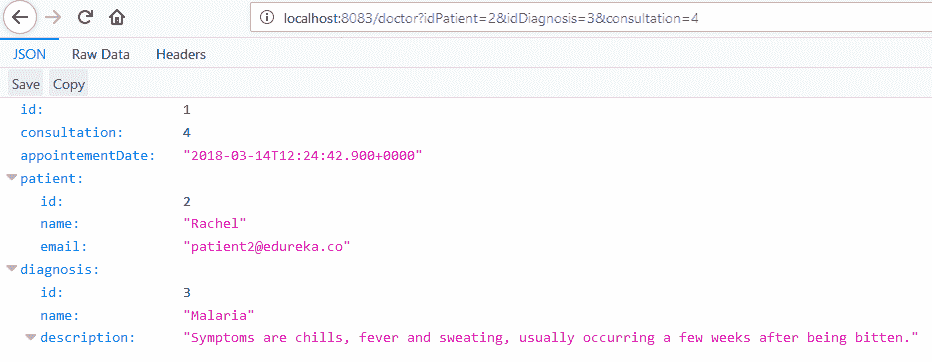 localhost:8083/doctor?idPatient=2&idDiagnosis=3&consultation=4
JSON Raw Data Headers
Save Copy
id: 1
consultation: 4
appointementDate: "2018-03-14T12:24:42.900+0000"
patient:
id: 2
name: "Rachel"
email: "patient2@edureka.co"
diagnosis:
id: 3
name: "Malaria"
description: "Symptoms are chills, fever and sweating, usually occurring a few weeks after being bitten."